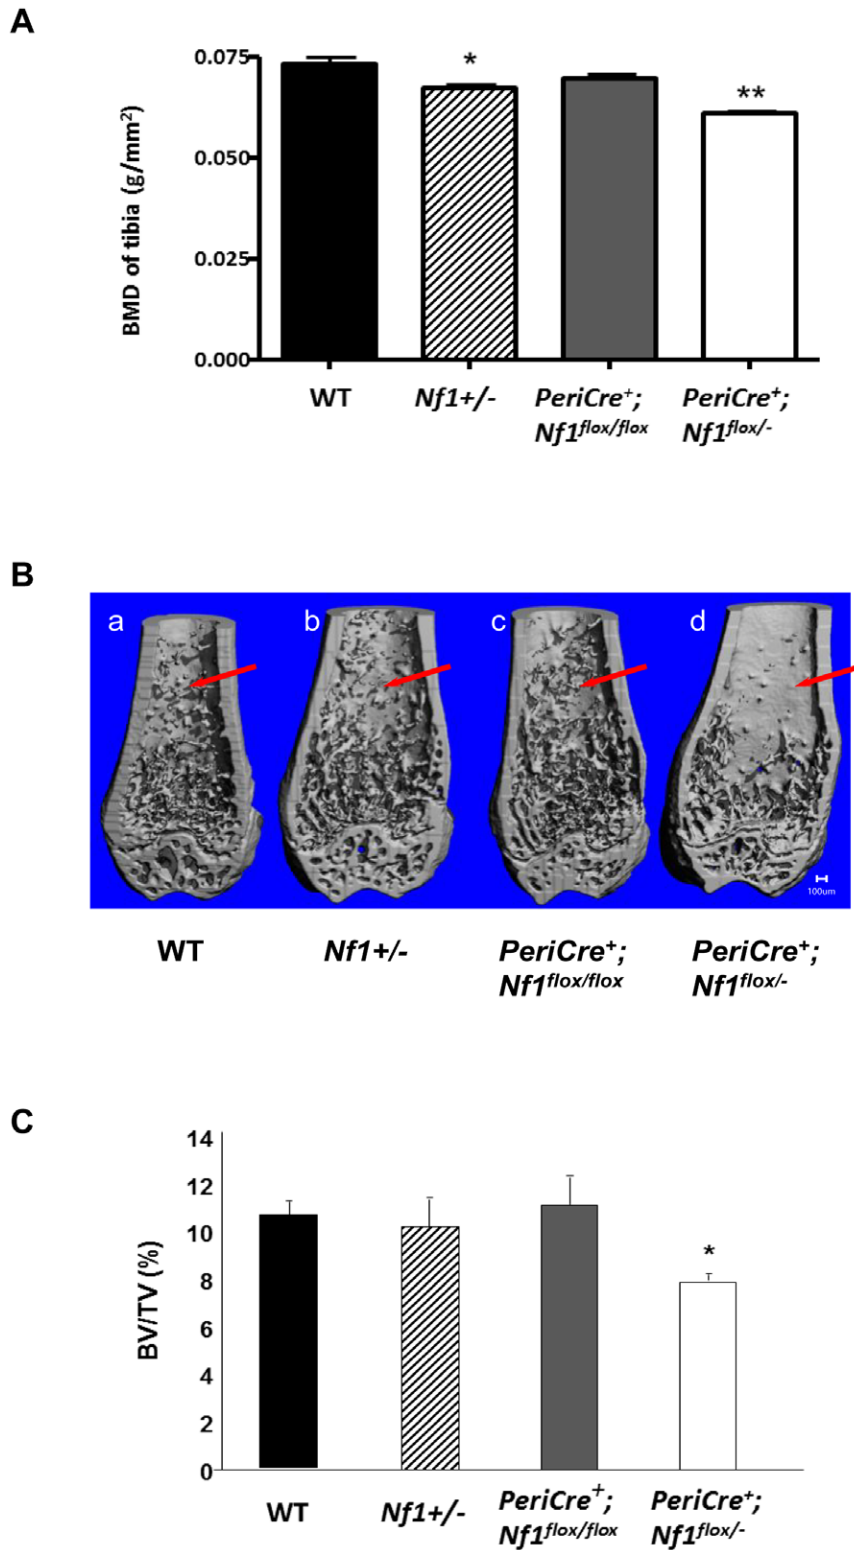 A
0.075
*
**
0.050
0.025
0.000
BMD of tibia (g/mm²)
WT
Nf1+/-
PeriCre⁺;
Nf1ᶠˡᵒˣ/ᶠˡᵒˣ
PeriCre⁺;
Nf1ᶠˡᵒˣ/⁻
B
a
b
c
d
100um
WT
Nf1+/-
PeriCre⁺;
Nf1ᶠˡᵒˣ/ᶠˡᵒˣ
PeriCre⁺;
Nf1ᶠˡᵒˣ/⁻
C
14
12
10
8
6
4
2
0
*
BV/TV (%)
WT
Nf1+/-
PeriCre⁺;
Nf1ᶠˡᵒˣ/ᶠˡᵒˣ
PeriCre⁺;
Nf1ᶠˡᵒˣ/⁻